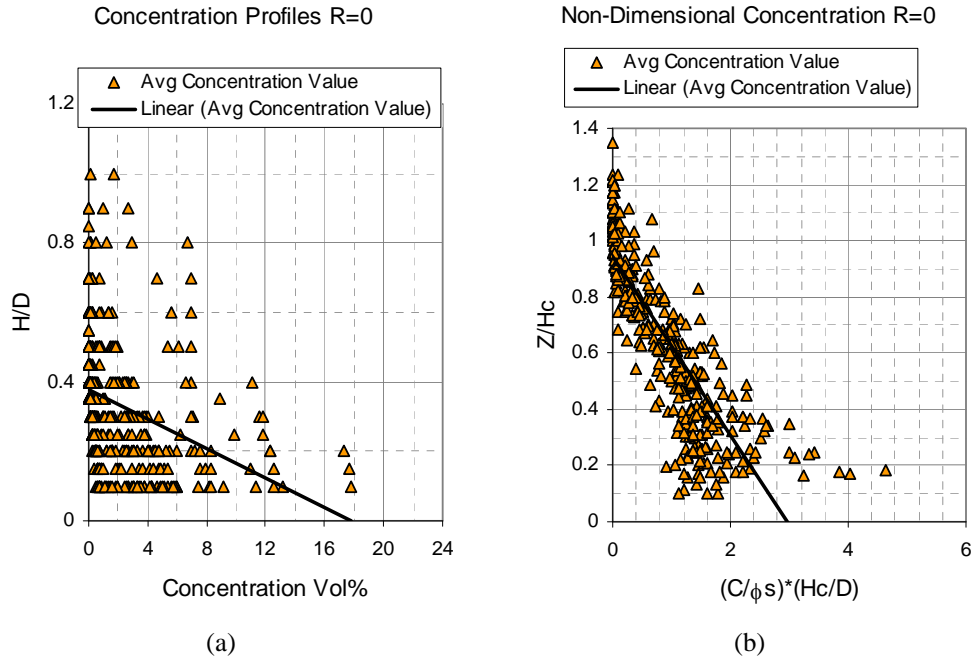 Concentration Profiles R=0
Avg Concentration Value
Linear (Avg Concentration Value)
1.2
0.8
0.4
0
H/D
0 4 8 12 16 20 24
Concentration Vol%
(a)
Non-Dimensional Concentration R=0
Avg Concentration Value
Linear (Avg Concentration Value)
1.4
1.2
1
0.8
0.6
0.4
0.2
0
Z/Hc
0 2 4 6
(C/ϕs)*(Hc/D)
(b)